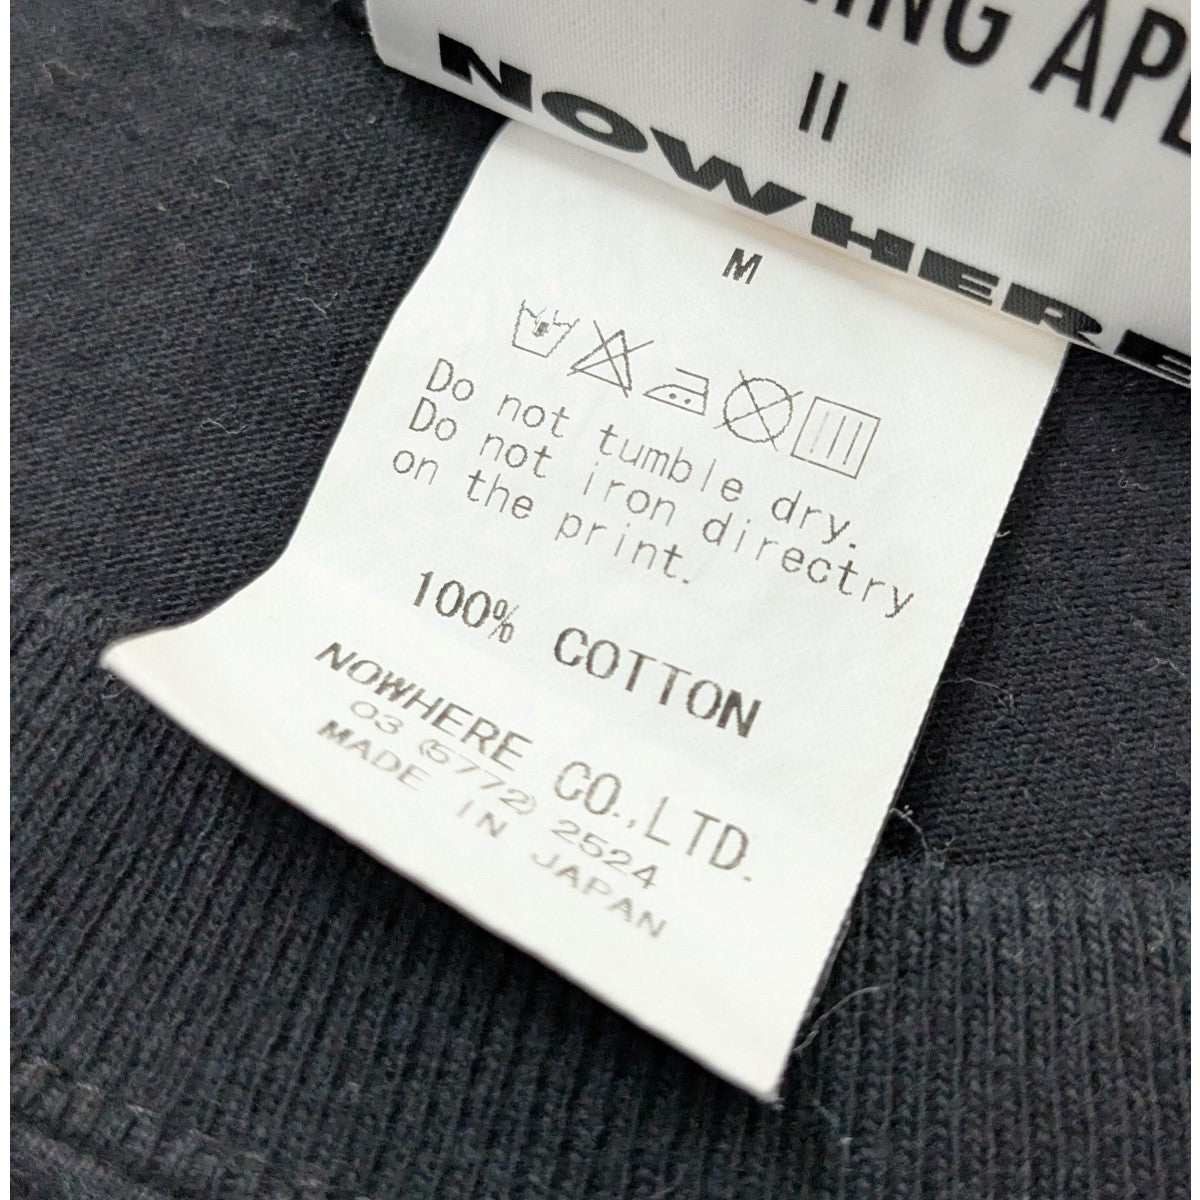 ING APE
II
NOWHERE
M
Do not tumble dry.
Do not iron directry
on the print.
100% COTTON
NOWHERE CO.,LTD.
03 (5772) 2524
MADE IN JAPAN